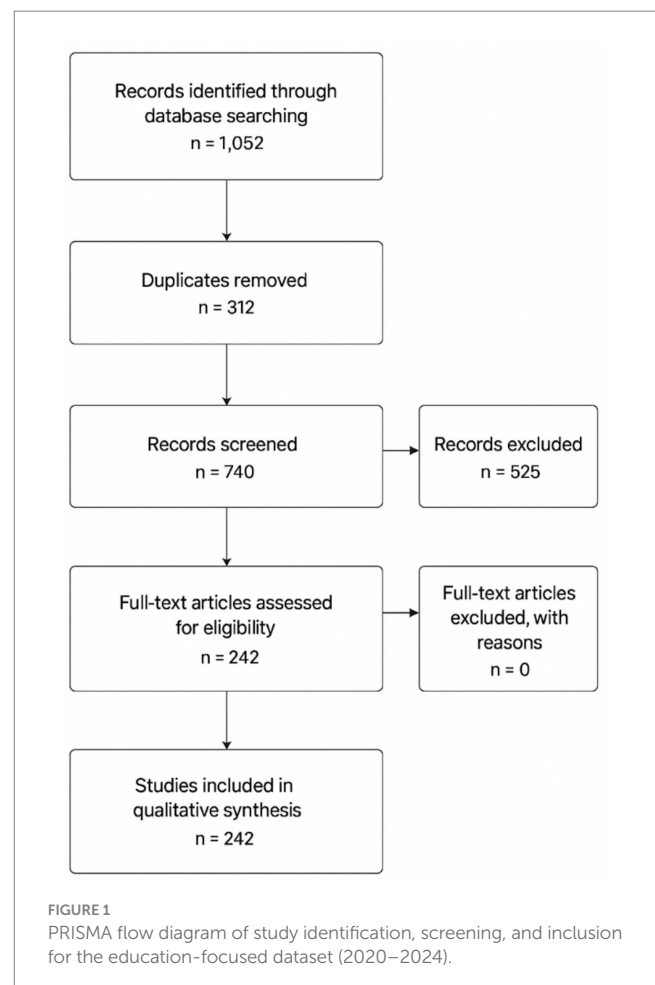 Records identified through
database searching
n = 1,052
Duplicates removed
n = 312
Records screened
n = 740
Records excluded
n = 525
Full-text articles assessed
for eligibility
n = 242
Full-text articles
excluded, with
reasons
n = 0
Studies included in
qualitative synthesis
n = 242
FIGURE 1
PRISMA flow diagram of study identification, screening, and inclusion
for the education-focused dataset (2020–2024).